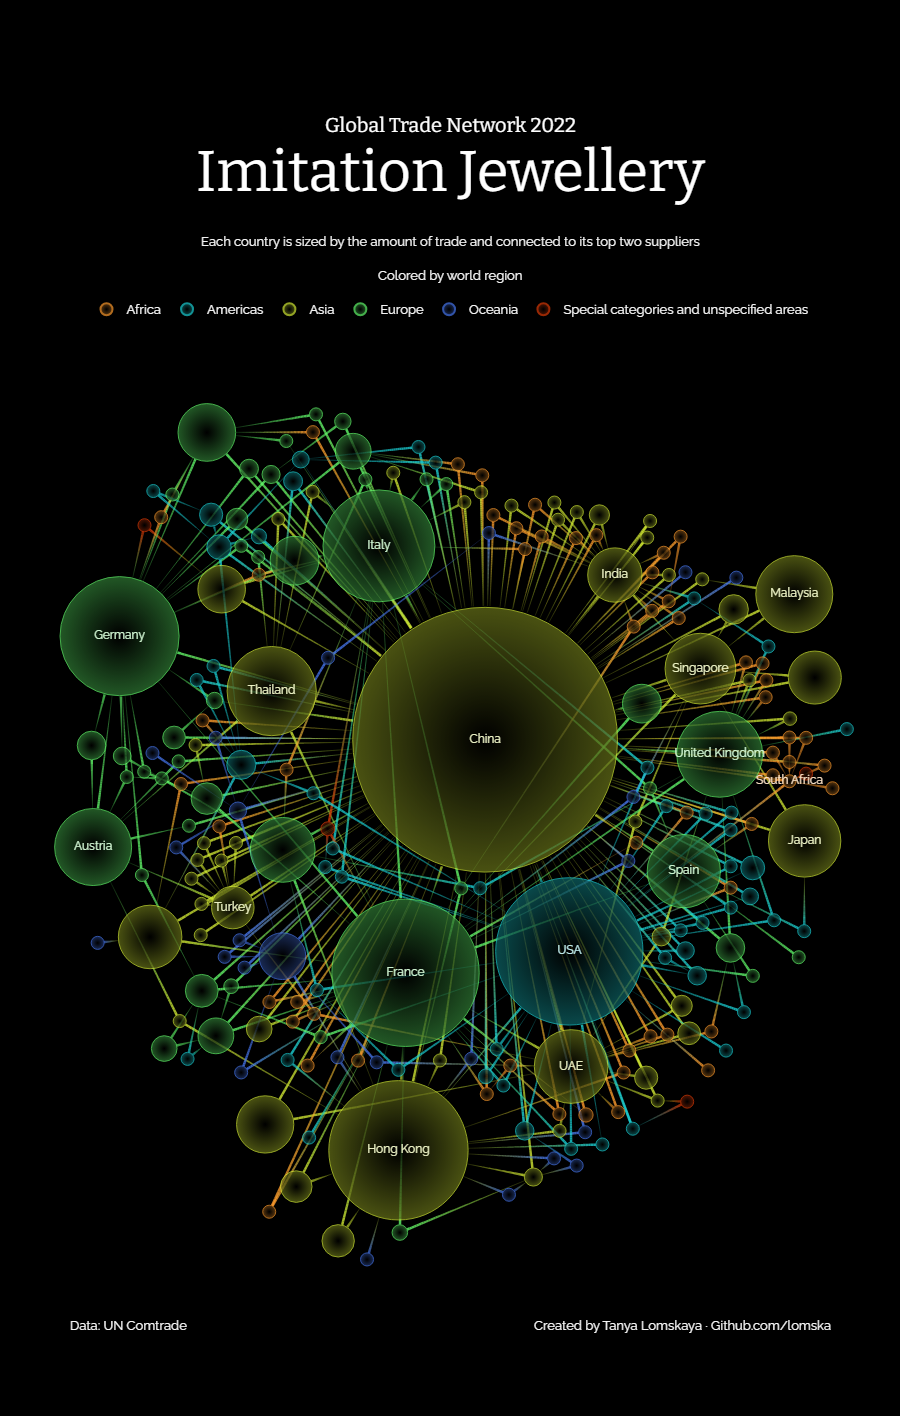 Global Trade Network 2022
Imitation Jewellery
Each country is sized by the amount of trade and connected to its top two suppliers
Colored by world region
Africa Americas Asia Europe Oceania Special categories and unspecified areas
Italy
India
Malaysia
Germany
Singapore
Thailand
China
United Kingdom
South Africa
Japan
Austria
Spain
Turkey
USA
France
UAE
Hong Kong
Data: UN Comtrade
Created by Tanya Lomskaya · Github.com/lomska